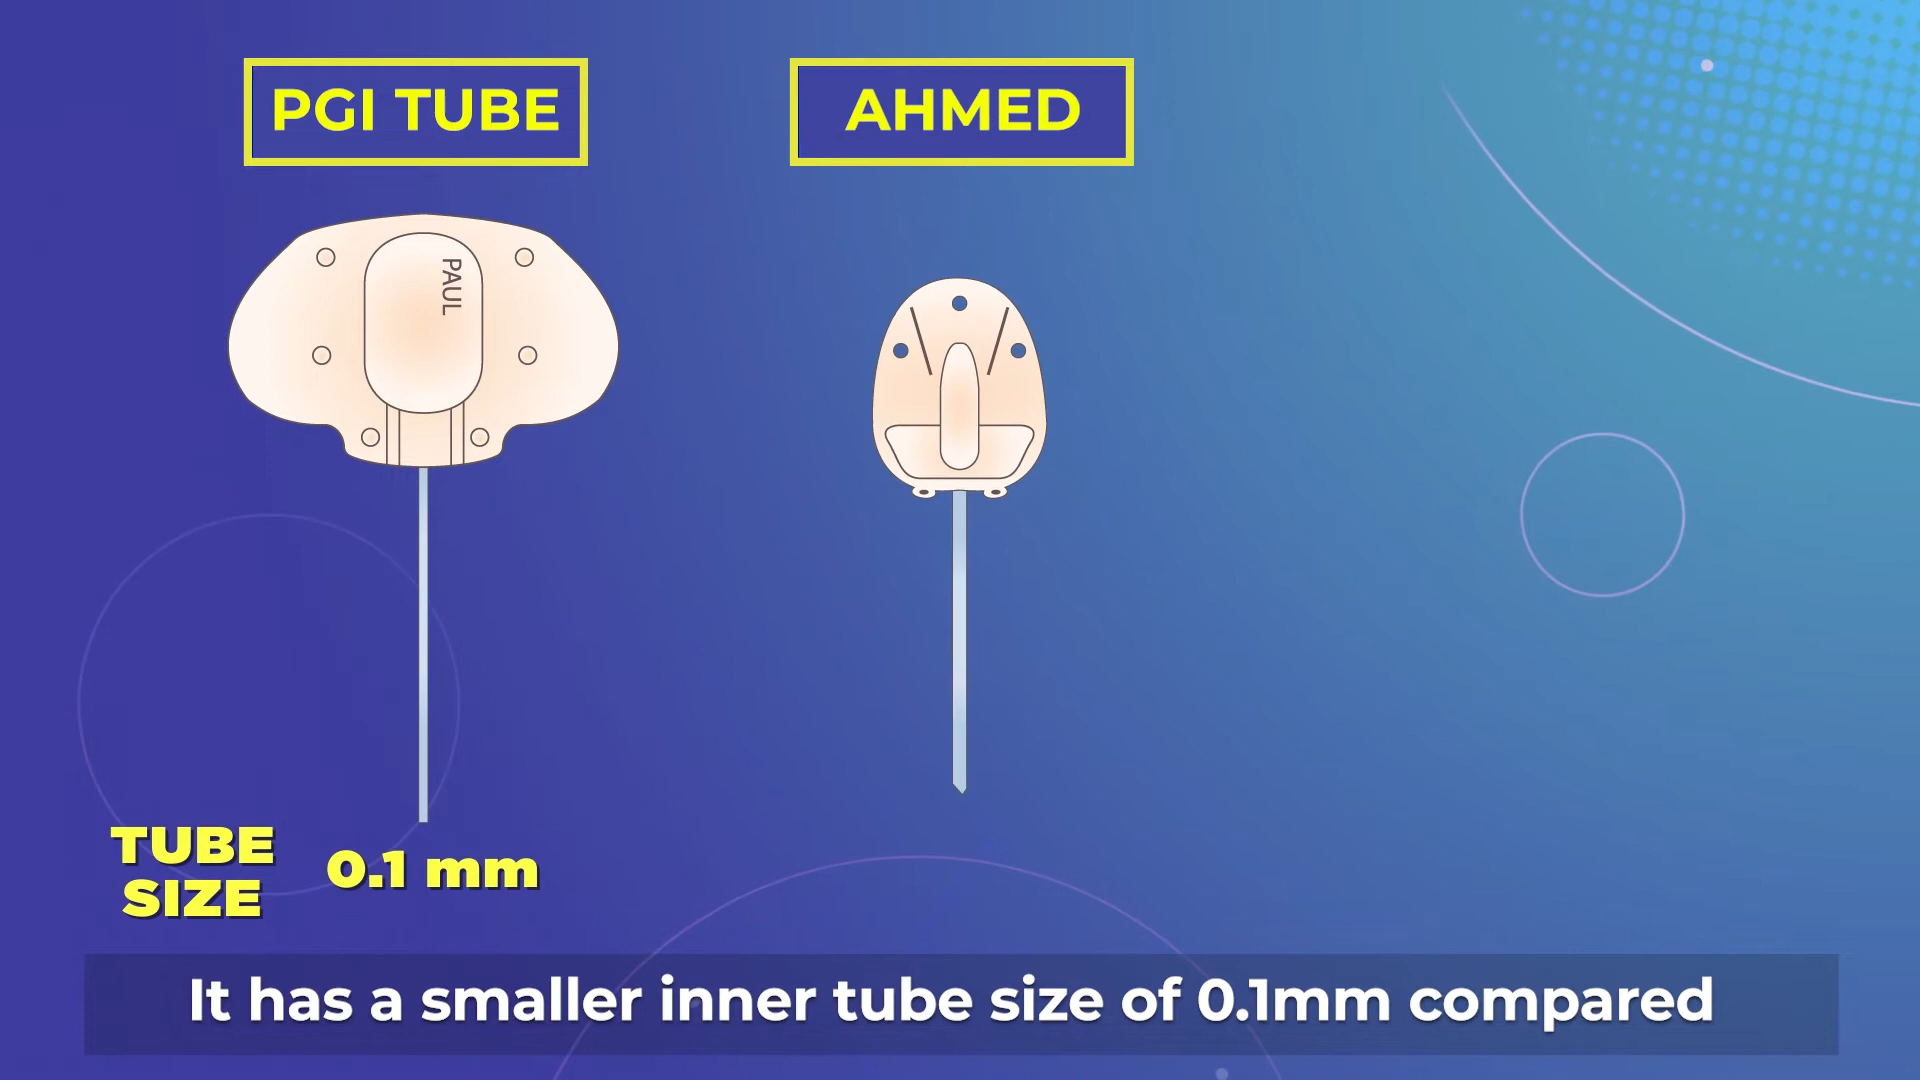 PGI TUBE
AHMED
PAUL
TUBE
SIZE
0.1 mm
It has a smaller inner tube size of 0.1mm compared